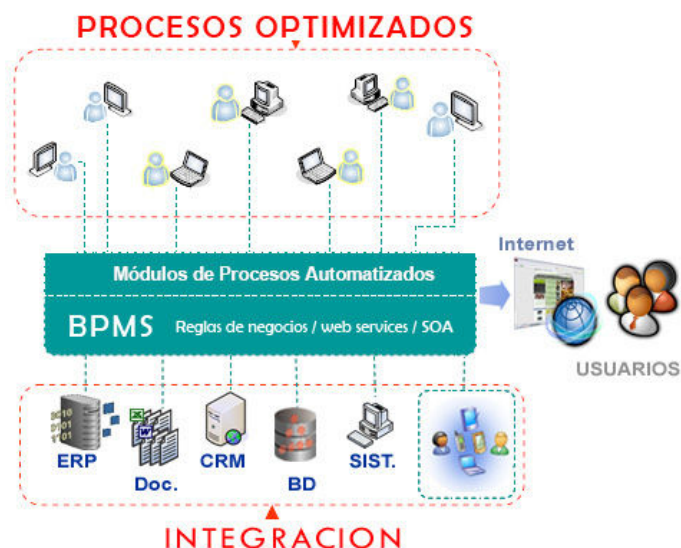 PROCESOS OPTIMIZADOS
Internet
Módulos de Procesos Automatizados
BPMS Reglas de negocios / web services / SOA
USUARIOS
ERP
Doc.
CRM
BD
SIST.
INTEGRACION